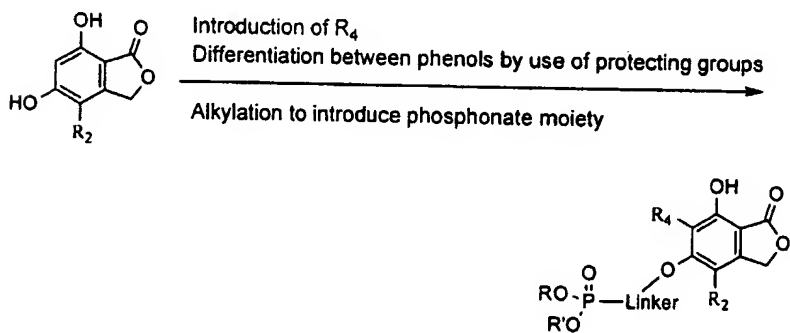 OH
O
O
HO
R2
Introduction of R4
Differentiation between phenols by use of protecting groups
Alkylation to introduce phosphonate moiety
OH
O
R4
O
O
O
RO
P
Linker
R2
R'O